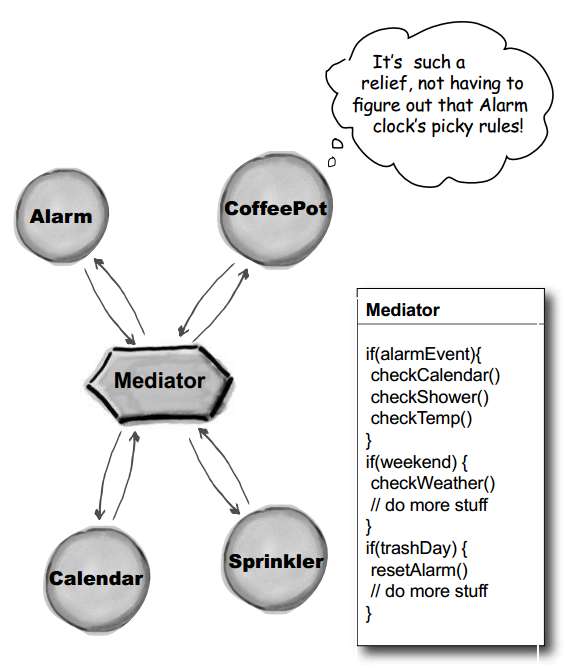 It's such a
relief, not having to
figure out that Alarm
clock's picky rules!
Alarm
CoffeePot
Mediator
Calendar
Sprinkler
Mediator
if(alarmEvent){
checkCalendar()
checkShower()
checkTemp()
}
if(weekend) {
checkWeather()
// do more stuff
}
if(trashDay) {
resetAlarm()
// do more stuff
}